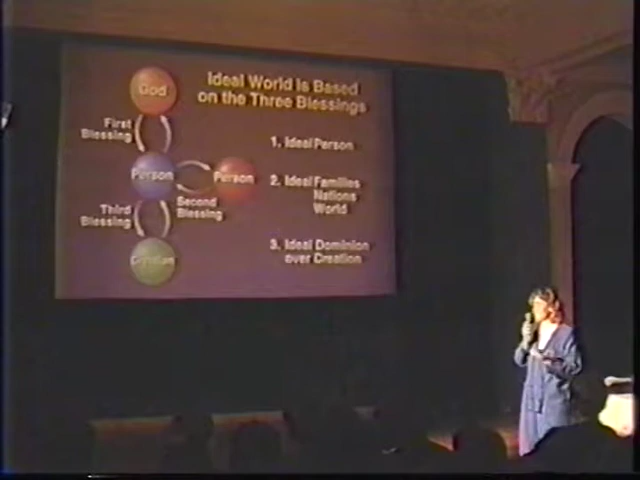 God
Ideal World is Based
on the Three Blessings
First
Blessing
1. Ideal Person
Person
Person
2. Ideal Families
Nations
World
Second
Blessing
Third
Blessing
3. Ideal Dominion
over Creation
Creation